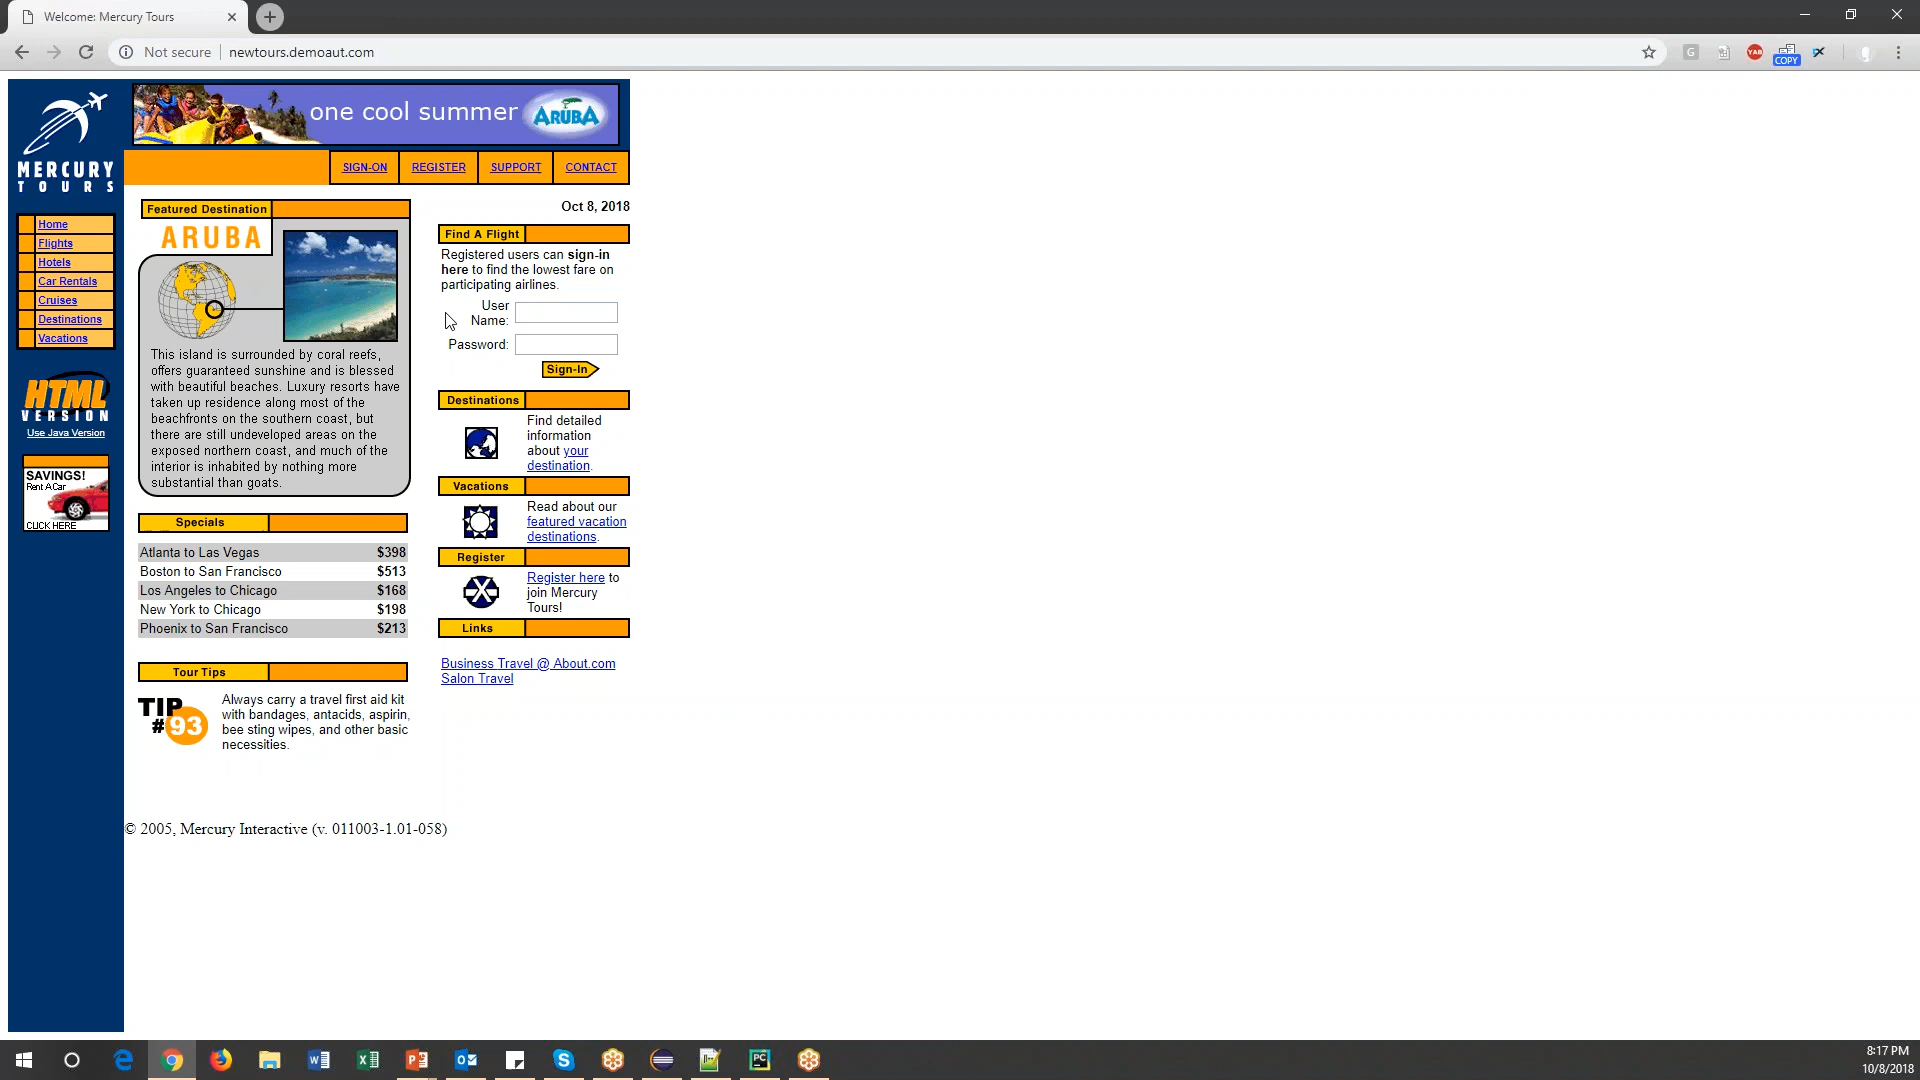 Welcome: Mercury Tours
Not secure
newtours.demoaut.com
COPY
one cool summer
ARUBA
MERCURY
TOURS
SIGN-ON
REGISTER
SUPPORT
CONTACT
Home
Flights
Hotels
Car Rentals
Cruises
Destinations
Vacations
HTML
VERSION
Use Java Version
SAVINGS!
Rent A Car
CLICK HERE
Featured Destination
ARUBA
This island is surrounded by coral reefs,
offers guaranteed sunshine and is blessed
with beautiful beaches. Luxury resorts have
taken up residence along most of the
beachfronts on the southern coast, but
there are still undeveloped areas on the
exposed northern coast, and much of the
interior is inhabited by nothing more
substantial than goats.
Specials
Atlanta to Las Vegas $398
Boston to San Francisco $513
Los Angeles to Chicago $168
New York to Chicago $198
Phoenix to San Francisco $213
Tour Tips
TIP
#93
Always carry a travel first aid kit
with bandages, antacids, aspirin,
bee sting wipes, and other basic
necessities.
Oct 8, 2018
Find A Flight
Registered users can sign-in
here to find the lowest fare on
participating airlines.
User
Name:
Password:
Sign-In
Destinations
Find detailed
information
about your
destination.
Vacations
Read about our
featured vacation
destinations.
Register
Register here to
join Mercury
Tours!
Links
Business Travel @ About.com
Salon Travel
© 2005, Mercury Interactive (v. 011003-1.01-058)
8:17 PM
10/8/2018